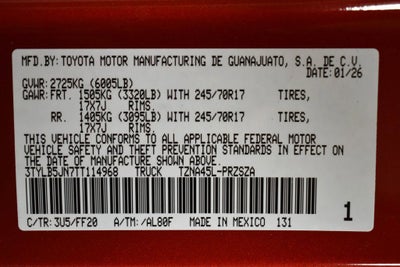 MFD.BY: TOYOTA MOTOR MANUFACTURING DE GUANAJUATO, S.A. DE C.V.
DATE: 01/26
GVWR: 2725KG (6005LB)
GAWR: FRT. 1505KG (3320LB) WITH 245/70R17 TIRES,
17X7J RIMS.
RR. 1405KG (3095LB) WITH 245/70R17 TIRES,
17X7J RIMS.
THIS VEHICLE CONFORMS TO ALL APPLICABLE FEDERAL MOTOR
VEHICLE SAFETY AND THEFT PREVENTION STANDARDS IN EFFECT ON
THE DATE OF MANUFACTURE SHOWN ABOVE.
3TYLB5JN7TT114968 TRUCK TZNA45L-PRZSZA
C/TR: 3U5/FF20 A/TM: /AL80F MADE IN MEXICO 131
1